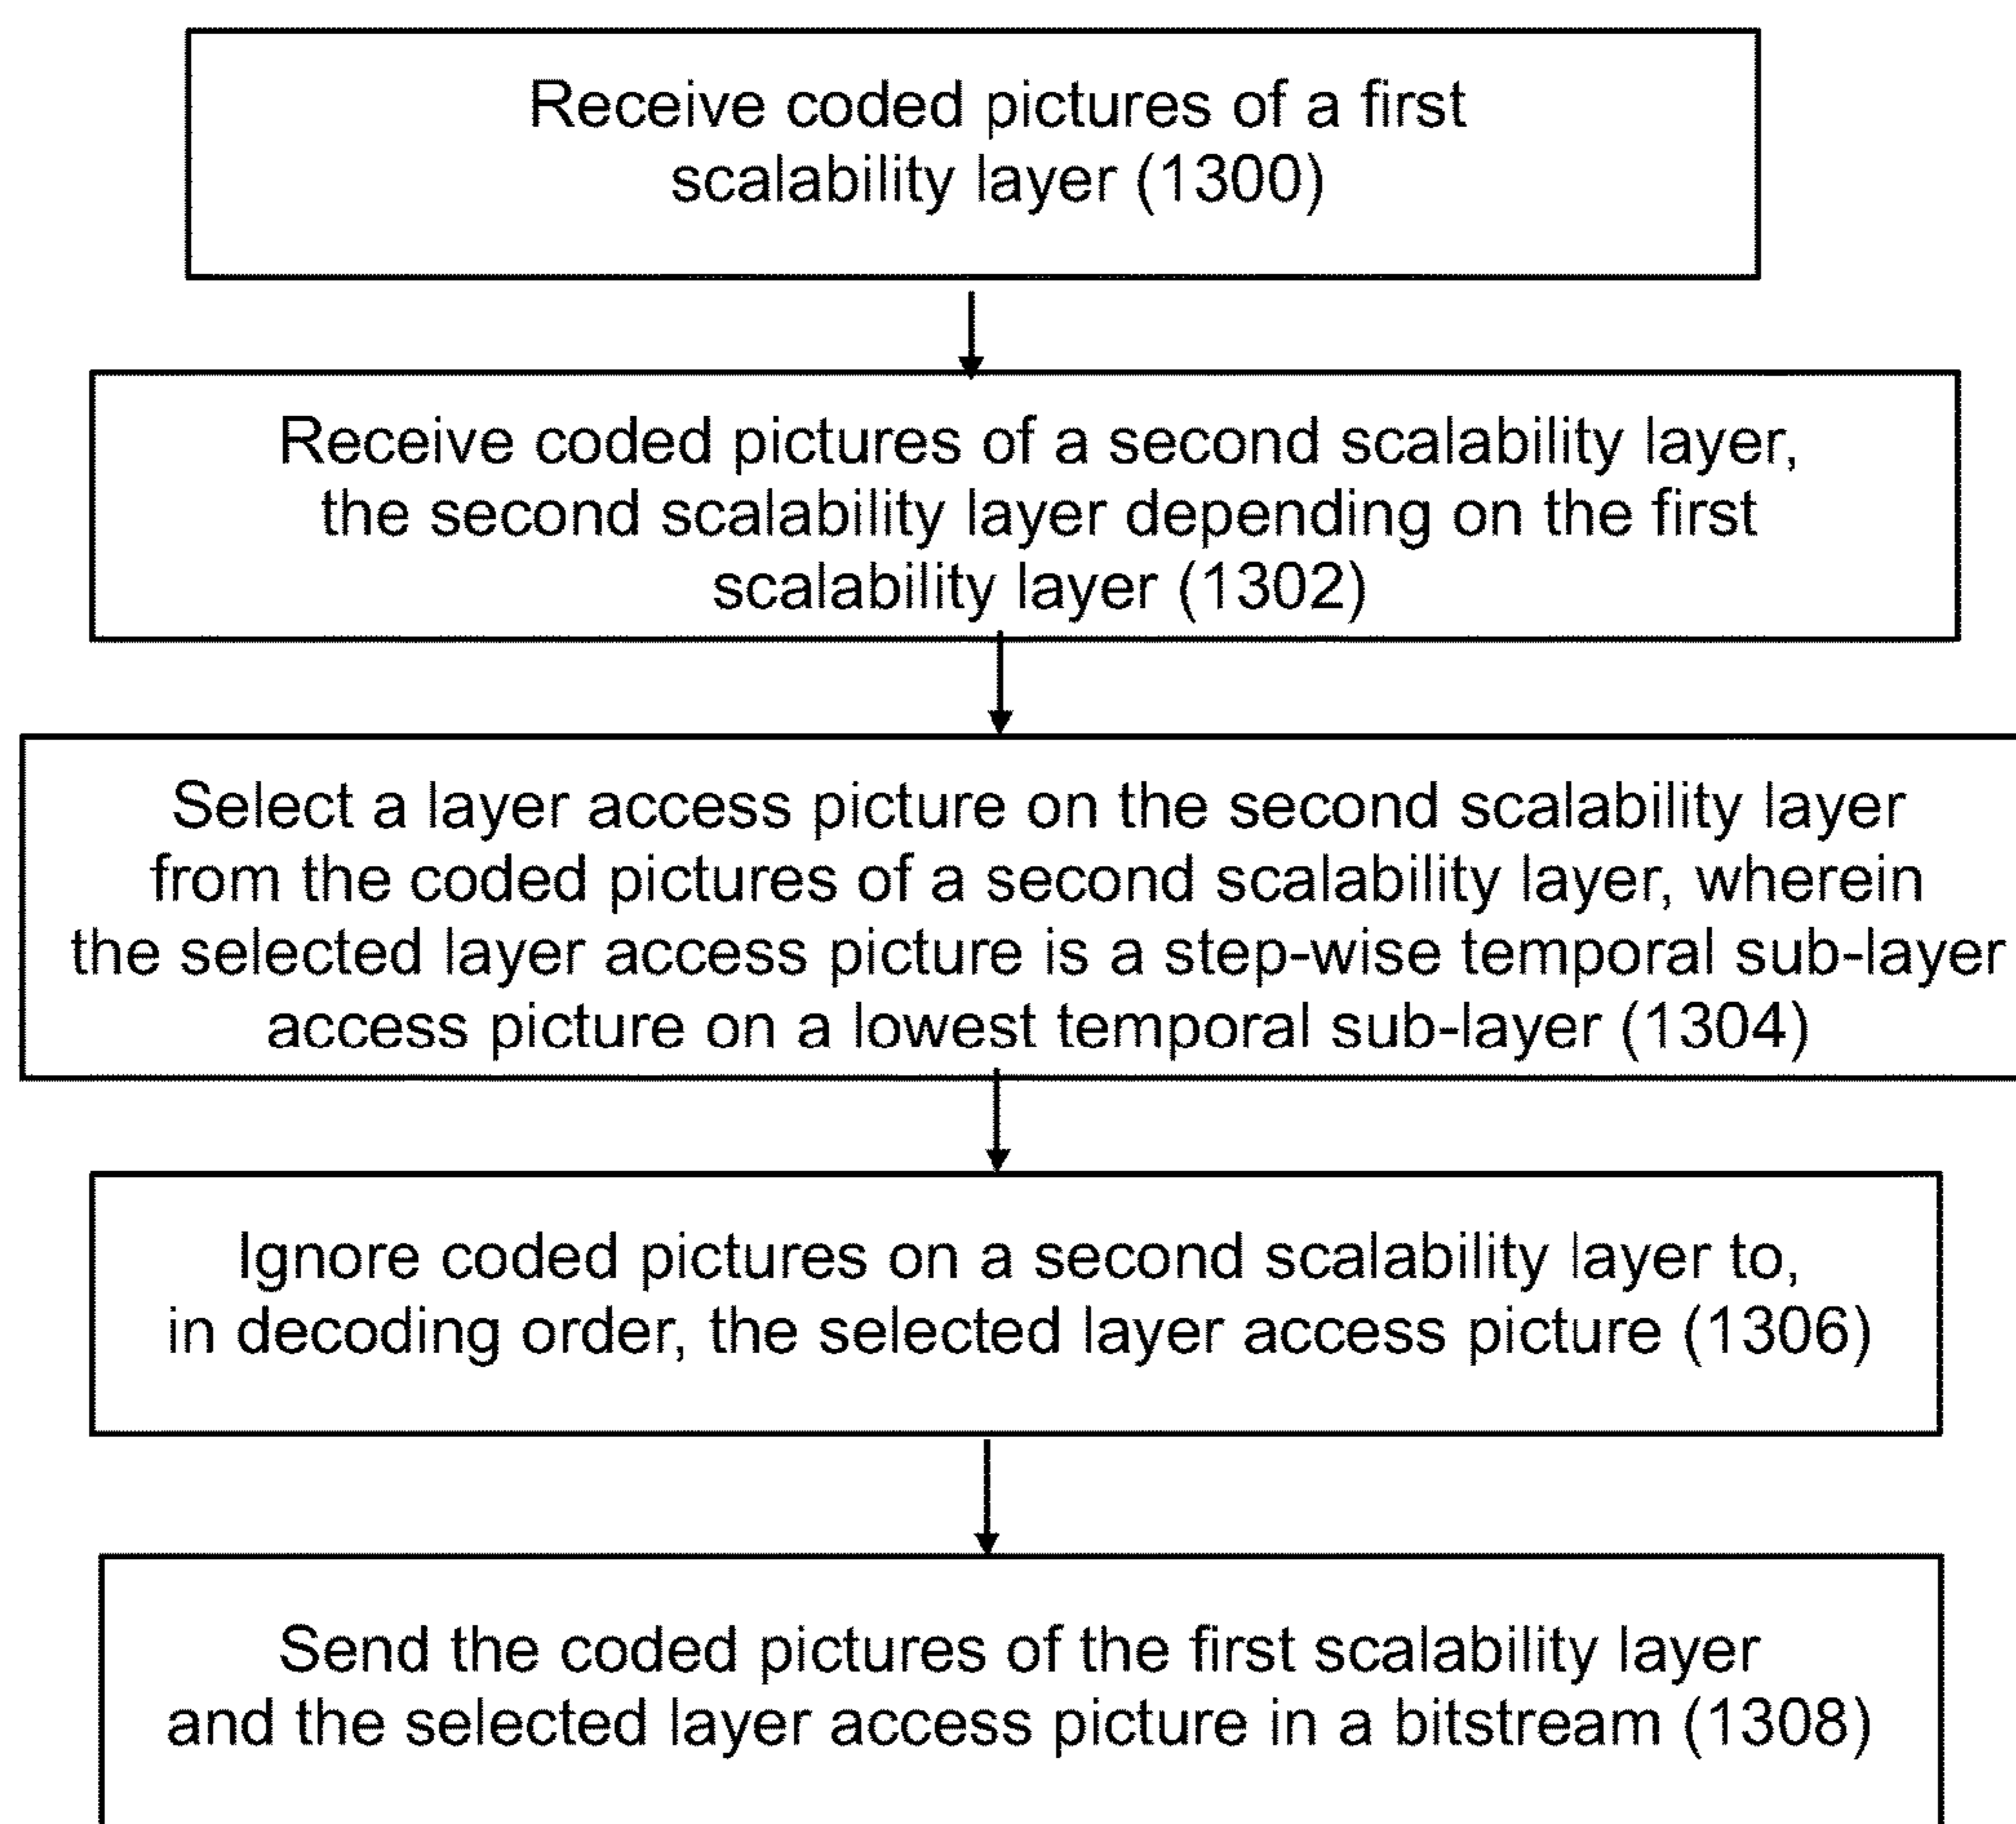 Receive coded pictures of a first
scalability layer (1300)
Receive coded pictures of a second scalability layer,
the second scalability layer depending on the first
scalability layer (1302)
Select a layer access picture on the second scalability layer
from the coded pictures of a second scalability layer, wherein
the selected layer access picture is a step-wise temporal sub-layer
access picture on a lowest temporal sub-layer (1304)
Ignore coded pictures on a second scalability layer to,
in decoding order, the selected layer access picture (1306)
Send the coded pictures of the first scalability layer
and the selected layer access picture in a bitstream (1308)